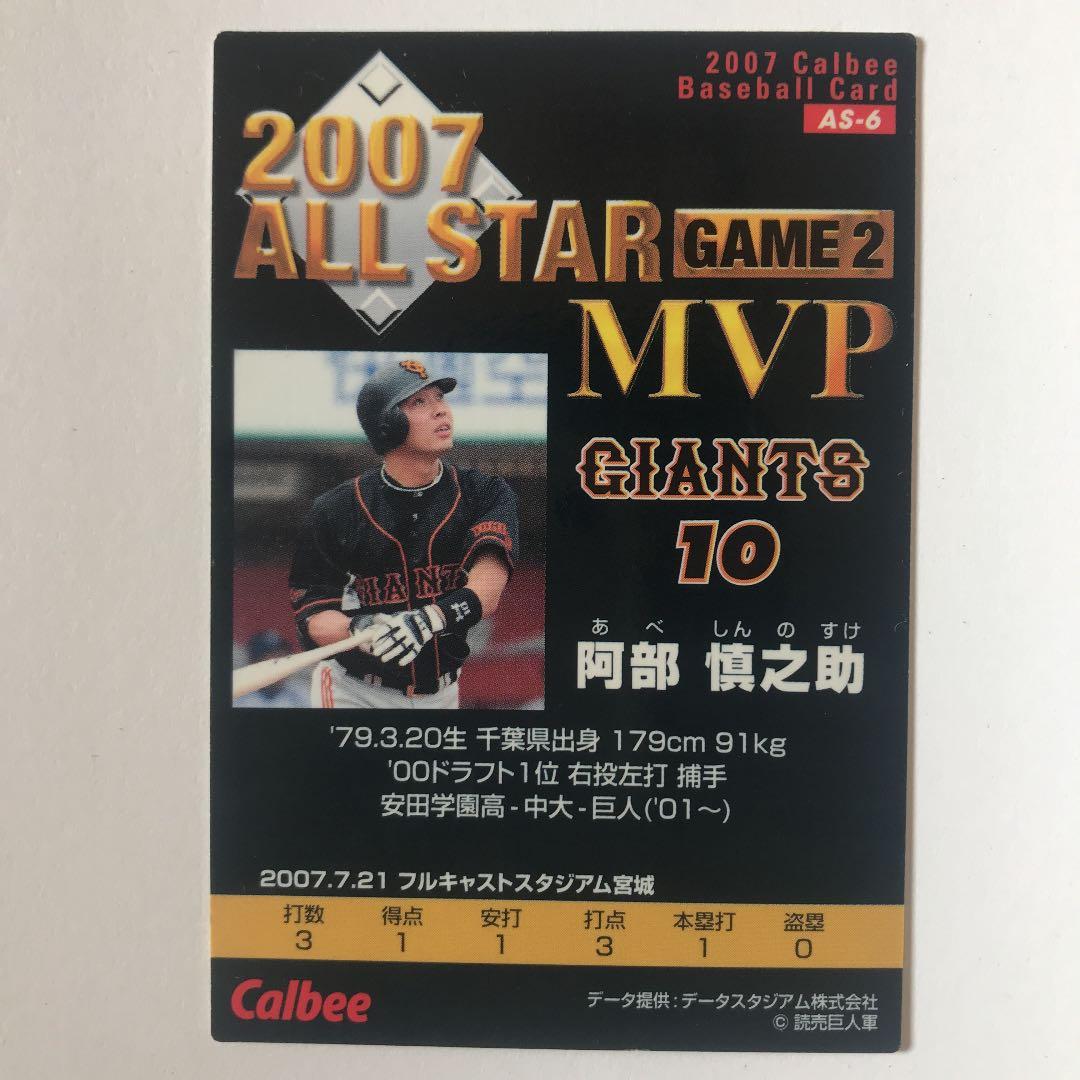 2007 Calbee
Baseball Card
AS-6
2007
ALL STAR GAME 2
MVP
GIANTS
10
あべ しんのすけ
阿部 慎之助
GIANT
'79.3.20生 千葉県出身 179cm 91kg
'00ドラフト1位 右投左打 捕手
安田学園高-中大-巨人('01～)
2007.7.21 フルキャストスタジアム宮城
打数 得点 安打 打点 本塁打 盗塁
3 1 1 3 1 0
Calbee
データ提供:データスタジアム株式会社
© 読売巨人軍